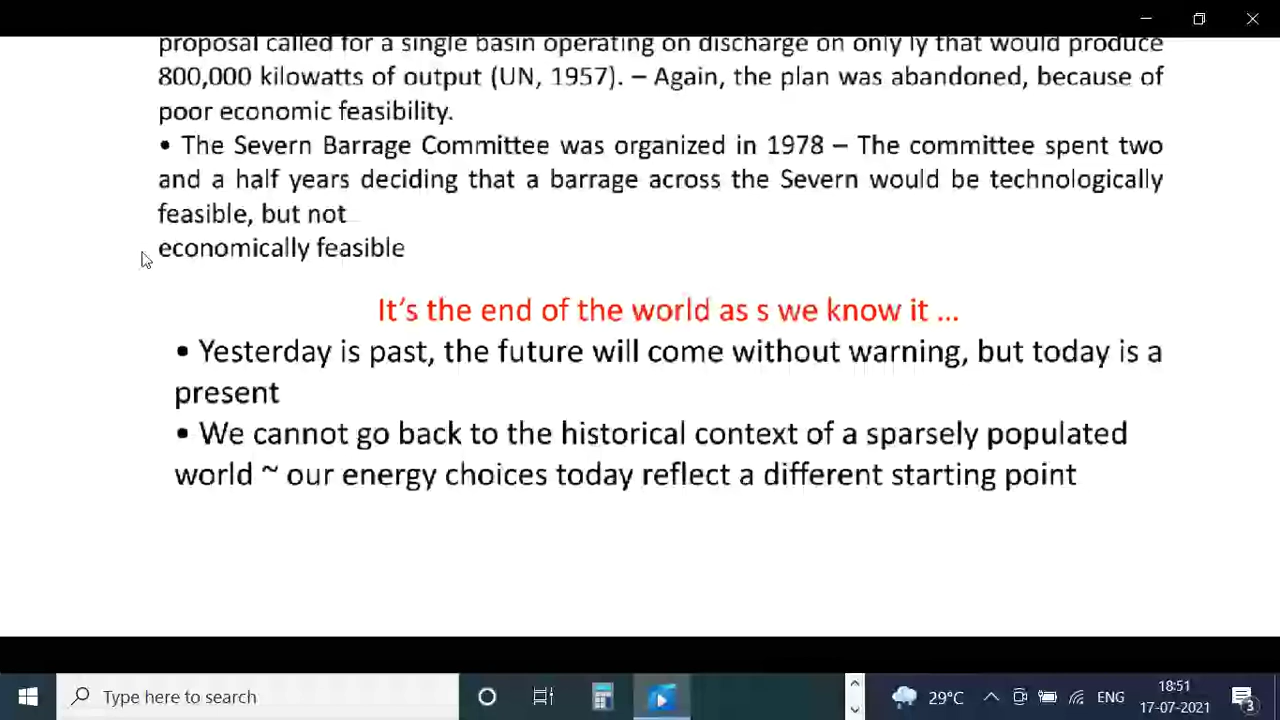 proposal called for a single basin operating on discharge on only ly that would produce
800,000 kilowatts of output (UN, 1957). – Again, the plan was abandoned, because of
poor economic feasibility.
• The Severn Barrage Committee was organized in 1978 – The committee spent two
and a half years deciding that a barrage across the Severn would be technologically
feasible, but not
economically feasible
It’s the end of the world as s we know it ...
• Yesterday is past, the future will come without warning, but today is a
present
• We cannot go back to the historical context of a sparsely populated
world ~ our energy choices today reflect a different starting point
Type here to search
29°C
ENG
18:51
17-07-2021
3